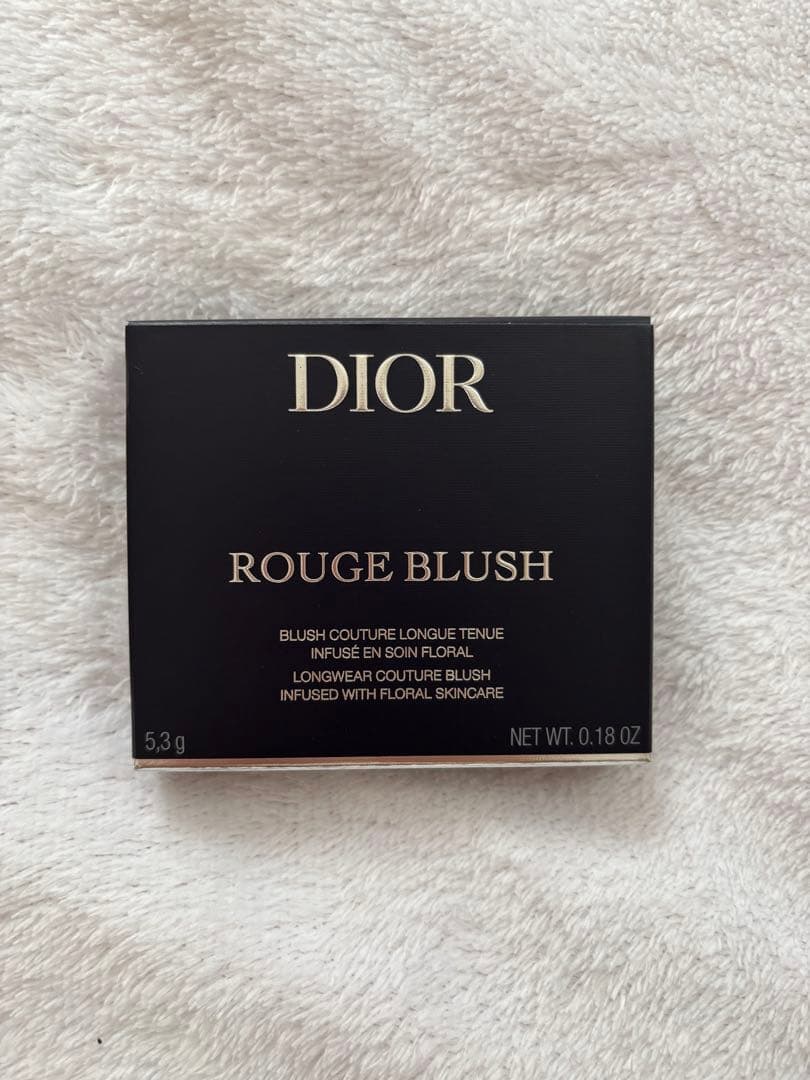 DIOR
ROUGE BLUSH
BLUSH COUTURE LONGUE TENUE
INFUSÉ EN SOIN FLORAL
LONGWEAR COUTURE BLUSH
INFUSED WITH FLORAL SKINCARE
5,3 g
NET WT. 0.18 OZ